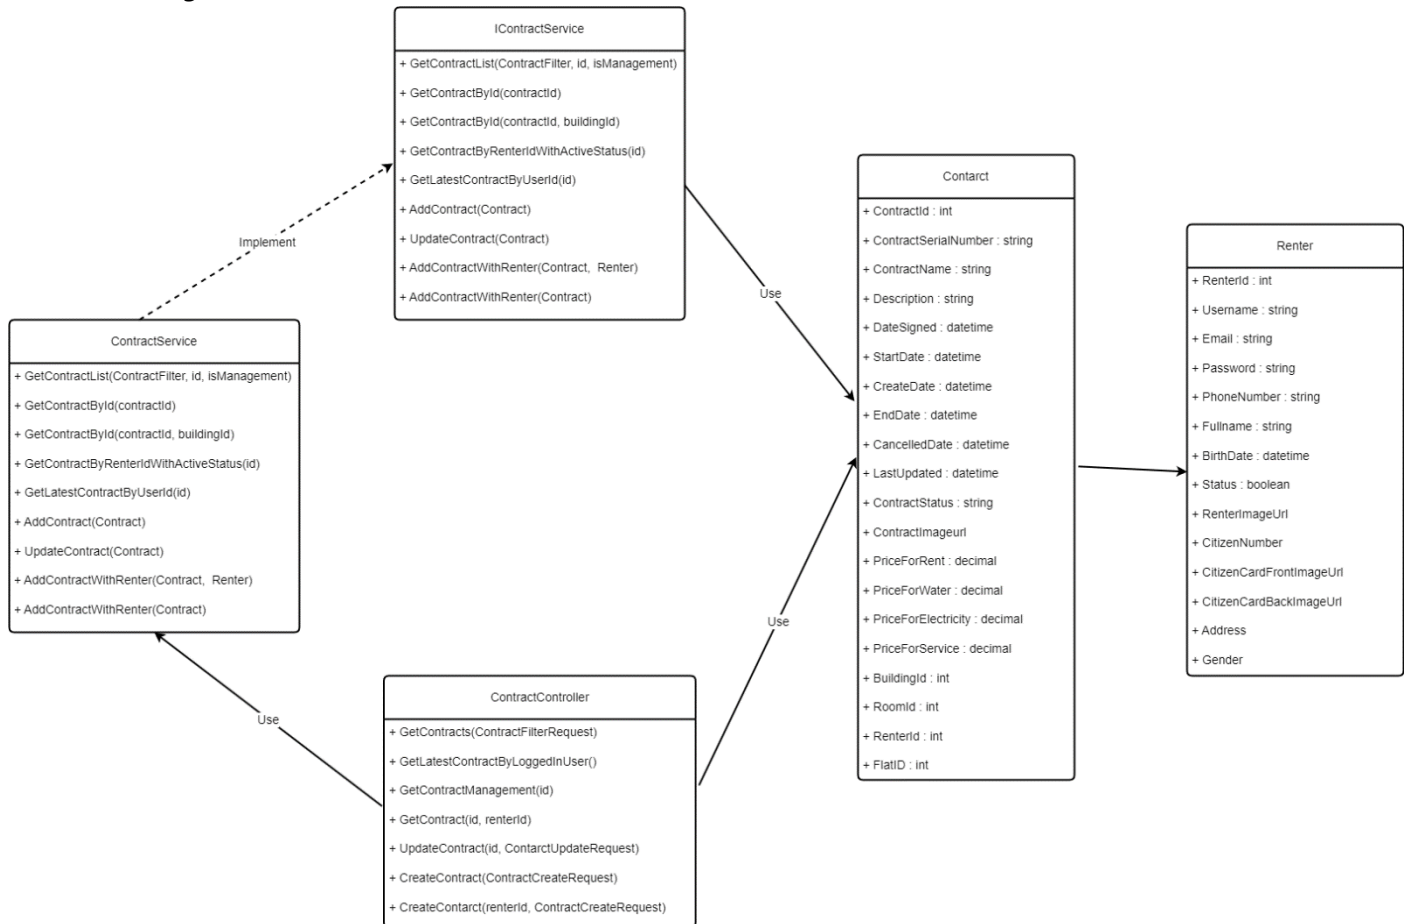 IContractService
+ GetContractList(ContractFilter, id, isManagement)
+ GetContractById(contractId)
+ GetContractById(contractId, buildingId)
+ GetContractByRenterIdWithActiveStatus(id)
+ GetLatestContractByUserId(id)
+ AddContract(Contract)
+ UpdateContract(Contract)
+ AddContractWithRenter(Contract,  Renter)
+ AddContractWithRenter(Contract)
Implement
Use
ContractService
+ GetContractList(ContractFilter, id, isManagement)
+ GetContractById(contractId)
+ GetContractById(contractId, buildingId)
+ GetContractByRenterIdWithActiveStatus(id)
+ GetLatestContractByUserId(id)
+ AddContract(Contract)
+ UpdateContract(Contract)
+ AddContractWithRenter(Contract,  Renter)
+ AddContractWithRenter(Contract)
Use
ContractController
+ GetContracts(ContractFilterRequest)
+ GetLatestContractByLoggedInUser()
+ GetContractManagement(id)
+ GetContract(id, renterId)
+ UpdateContract(id, ContarctUpdateRequest)
+ CreateContract(ContractCreateRequest)
+ CreateContarct(renterId, ContractCreateRequest)
Use
Contarct
+ ContractId : int
+ ContractSerialNumber : string
+ ContractName : string
+ Description : string
+ DateSigned : datetime
+ StartDate : datetime
+ CreateDate : datetime
+ EndDate : datetime
+ CancelledDate : datetime
+ LastUpdated : datetime
+ ContractStatus : string
+ ContractImageurl
+ PriceForRent : decimal
+ PriceForWater : decimal
+ PriceForElectricity : decimal
+ PriceForService : decimal
+ BuildingId : int
+ RoomId : int
+ RenterId : int
+ FlatID : int
Renter
+ RenterId : int
+ Username : string
+ Email : string
+ Password : string
+ PhoneNumber : string
+ Fullname : string
+ BirthDate : datetime
+ Status : boolean
+ RenterImageUrl
+ CitizenNumber
+ CitizenCardFrontImageUrl
+ CitizenCardBackImageUrl
+ Address
+ Gender